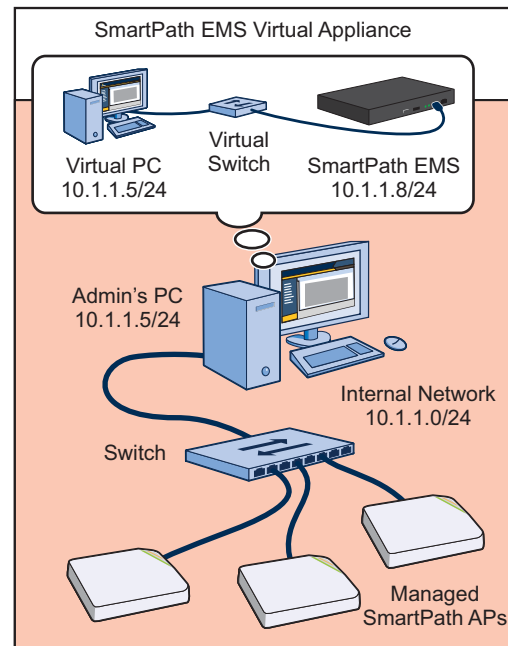 SmartPath EMS Virtual Appliance
Virtual PC
10.1.1.5/24
Virtual
Switch
SmartPath EMS
10.1.1.8/24
Admin's PC
10.1.1.5/24
Internal Network
10.1.1.0/24
Switch
Managed
SmartPath APs